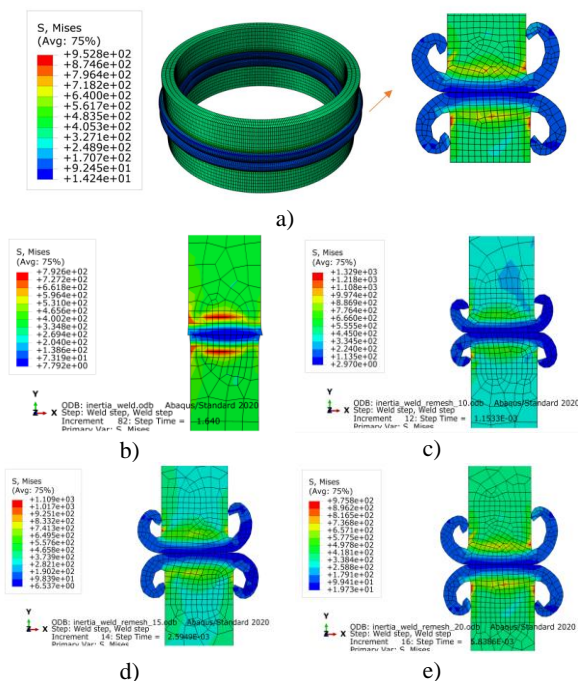 S, Mises
(Avg: 75%)
+9.528e+02
+8.746e+02
+7.964e+02
+7.182e+02
+6.400e+02
+5.617e+02
+4.835e+02
+4.053e+02
+3.271e+02
+2.489e+02
+1.707e+02
+9.245e+01
+1.424e+01
a)
S, Mises
(Avg: 75%)
+7.926e+02
+7.272e+02
+6.618e+02
+5.964e+02
+5.310e+02
+4.656e+02
+4.002e+02
+3.348e+02
+2.694e+02
+2.040e+02
+1.386e+02
+7.319e+01
+7.792e+00
Y
Z X
ODB: inertia_weld.odb Abaqus/Standard 2020
Step: Weld step, Weld step
Increment 82: Step Time = 1.640
Primary Var: S, Mises
b)
S, Mises
(Avg: 75%)
+1.329e+03
+1.218e+03
+1.108e+03
+9.974e+02
+8.869e+02
+7.764e+02
+6.660e+02
+5.555e+02
+4.450e+02
+3.345e+02
+2.240e+02
+1.135e+02
+2.970e+00
Y
Z X
ODB: inertia_weld_remesh_10.odb Abaqus/Standard 2020
Step: Weld step, Weld step
Increment 12: Step Time =
Primary Var: S, Mises
c)
S, Mises
(Avg: 75%)
+1.109e+03
+1.017e+03
+9.251e+02
+8.332e+02
+7.413e+02
+6.495e+02
+5.576e+02
+4.658e+02
+3.739e+02
+2.821e+02
+1.902e+02
+9.839e+01
+6.537e+00
Y
Z X
ODB: inertia_weld_remesh_15.odb Abaqus/Standard 2020
Step: Weld step, Weld step
Increment 14: Step Time =
Primary Var: S, Mises
d)
S, Mises
(Avg: 75%)
+9.758e+02
+8.962e+02
+8.165e+02
+7.368e+02
+6.571e+02
+5.775e+02
+4.978e+02
+4.181e+02
+3.384e+02
+2.588e+02
+1.791e+02
+9.941e+01
+1.973e+01
Y
Z X
ODB: inertia_weld_remesh_20.odb Abaqus/Standard 2020
Step: Weld step, Weld step
Increment 16: Step Time =
Primary Var: S, Mises
e)